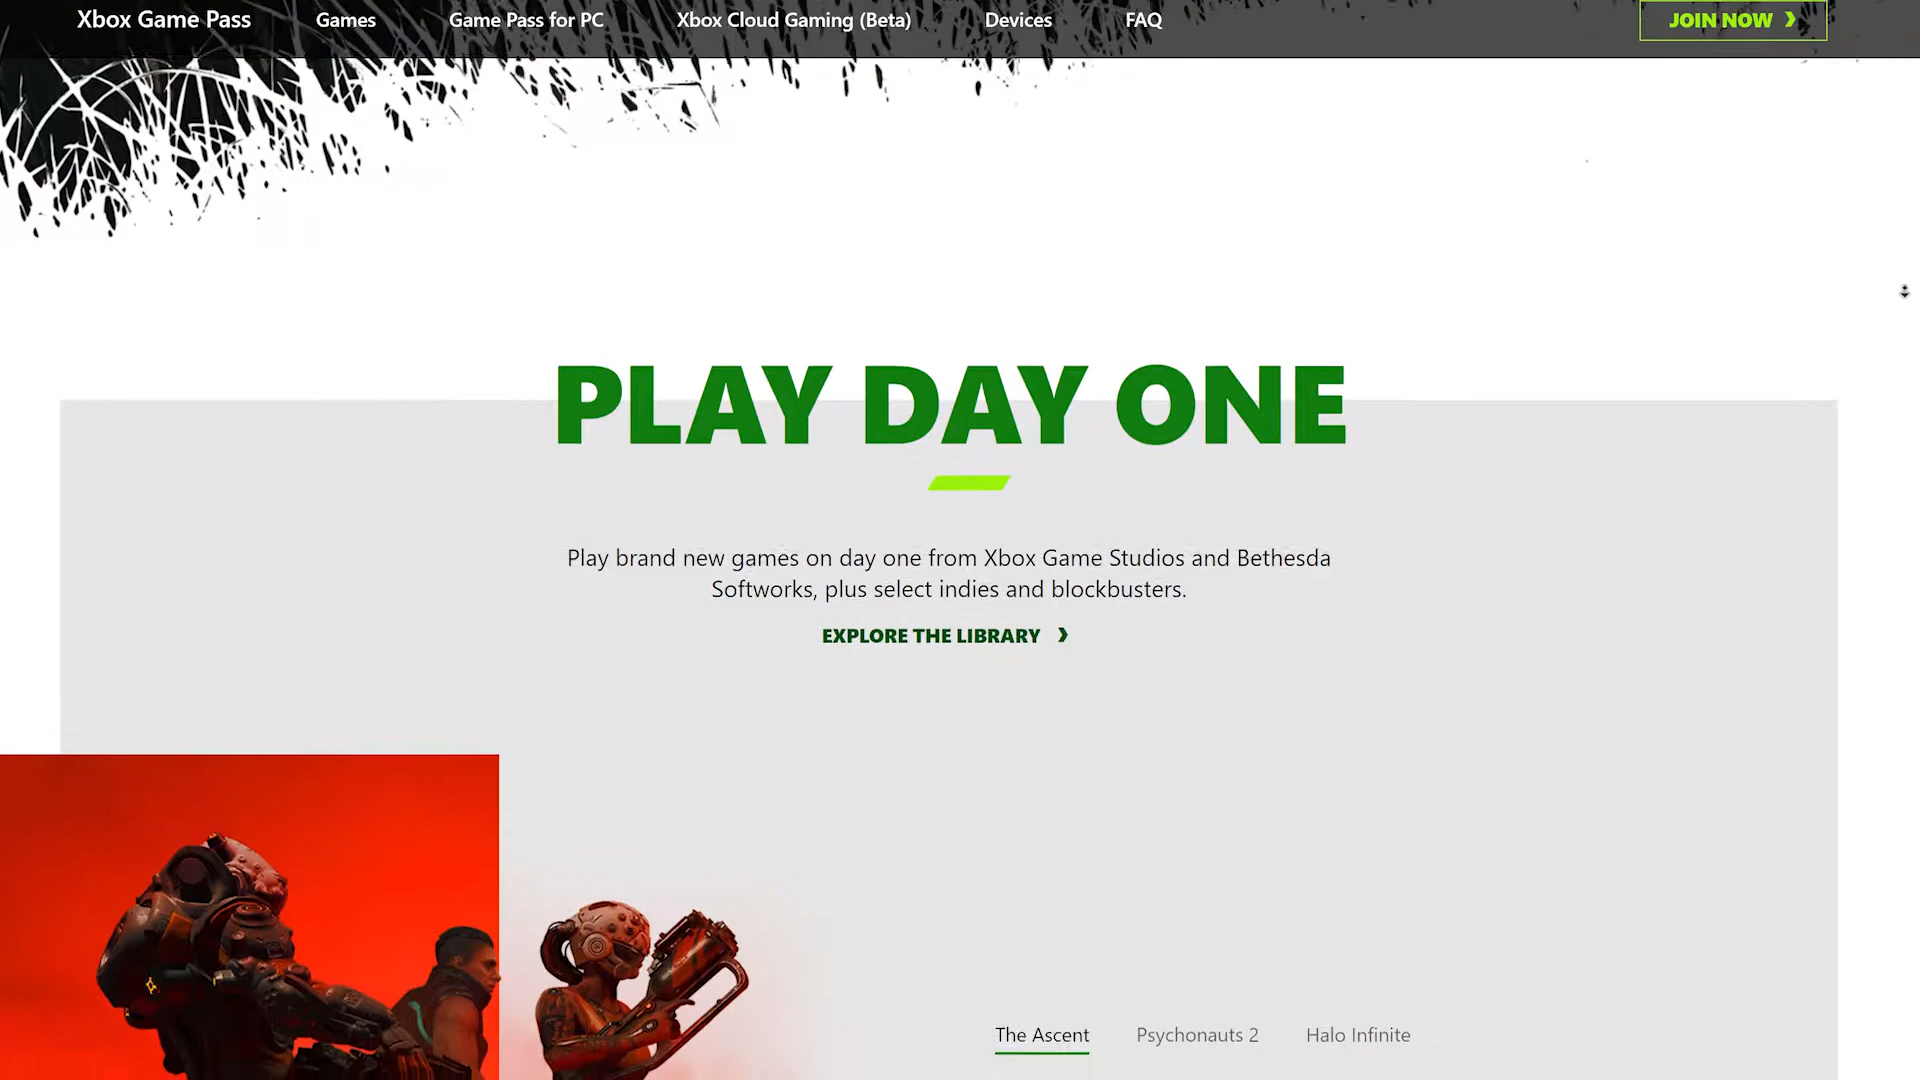 Xbox Game Pass Games Game Pass for PC Xbox Cloud Gaming (Beta) Devices FAQ JOIN NOW
PLAY DAY ONE
Play brand new games on day one from Xbox Game Studios and Bethesda
Softworks, plus select indies and blockbusters.
EXPLORE THE LIBRARY
The Ascent Psychonauts 2 Halo Infinite